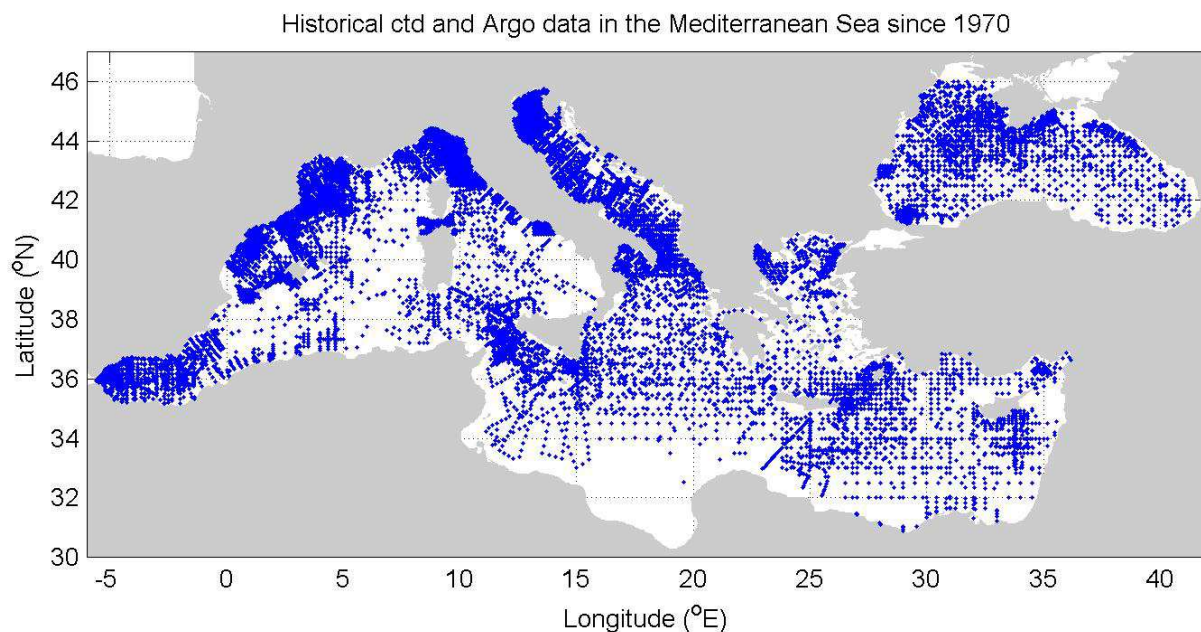 Historical ctd and Argo data in the Mediterranean Sea since 1970
46
44
42
40
38
36
34
32
30
Latitude (°N)
-5 0 5 10 15 20 25 30 35 40
Longitude (°E)